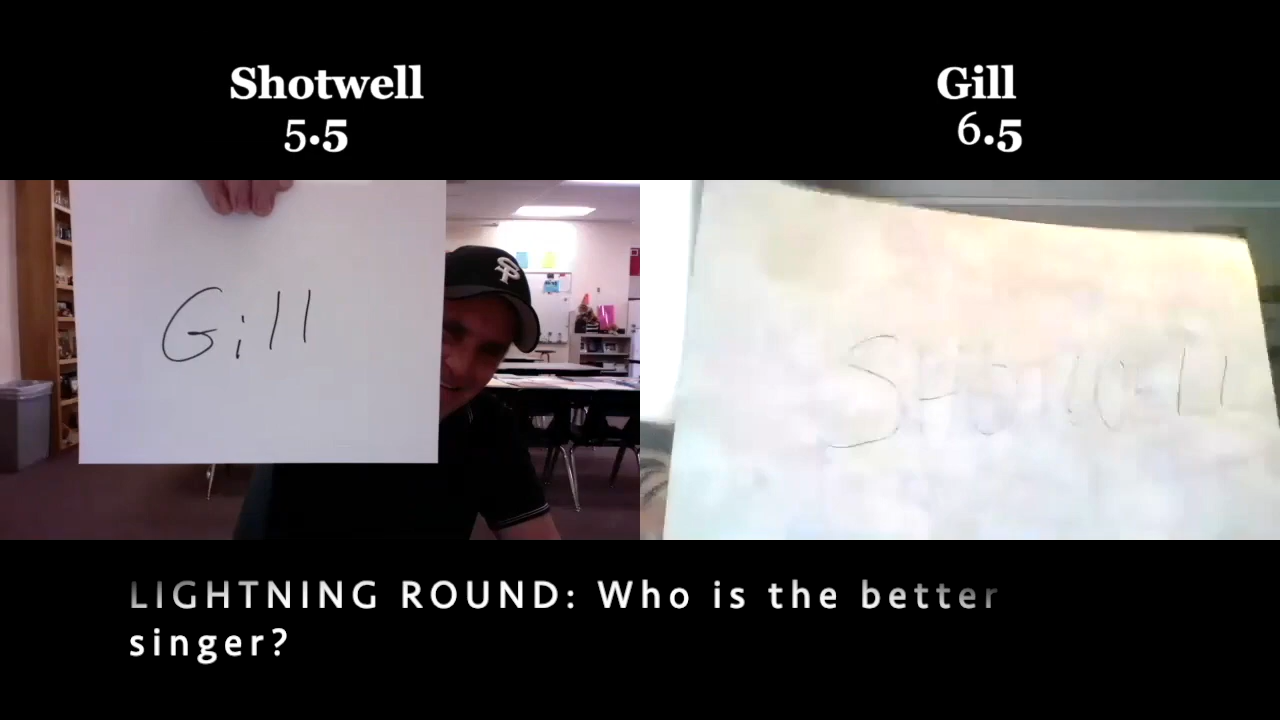 Shotwell
5.5
Gill
6.5
Gill
Shotwell
LIGHTNING ROUND: Who is the better
singer?